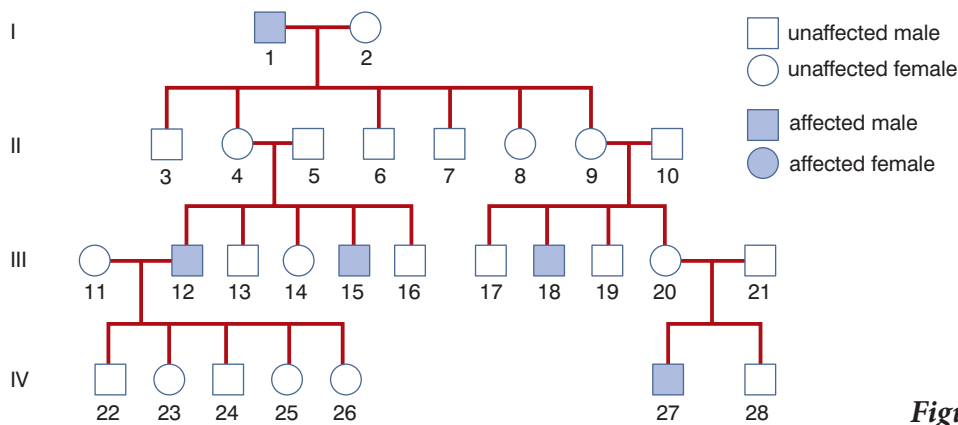 I
1 2
unaffected male
unaffected female
affected male
affected female
II
3 4 5 6 7 8 9 10
III
11 12 13 14 15 16 17 18 19 20 21
IV
22 23 24 25 26 27 28